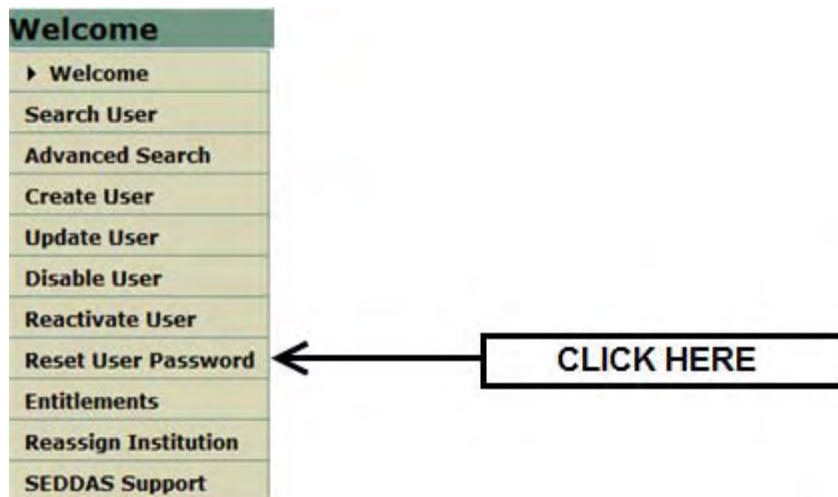 Welcome
Welcome
Search User
Advanced Search
Create User
Update User
Disable User
Reactivate User
Reset User Password
CLICK HERE
Entitlements
Reassign Institution
SEDDAS Support